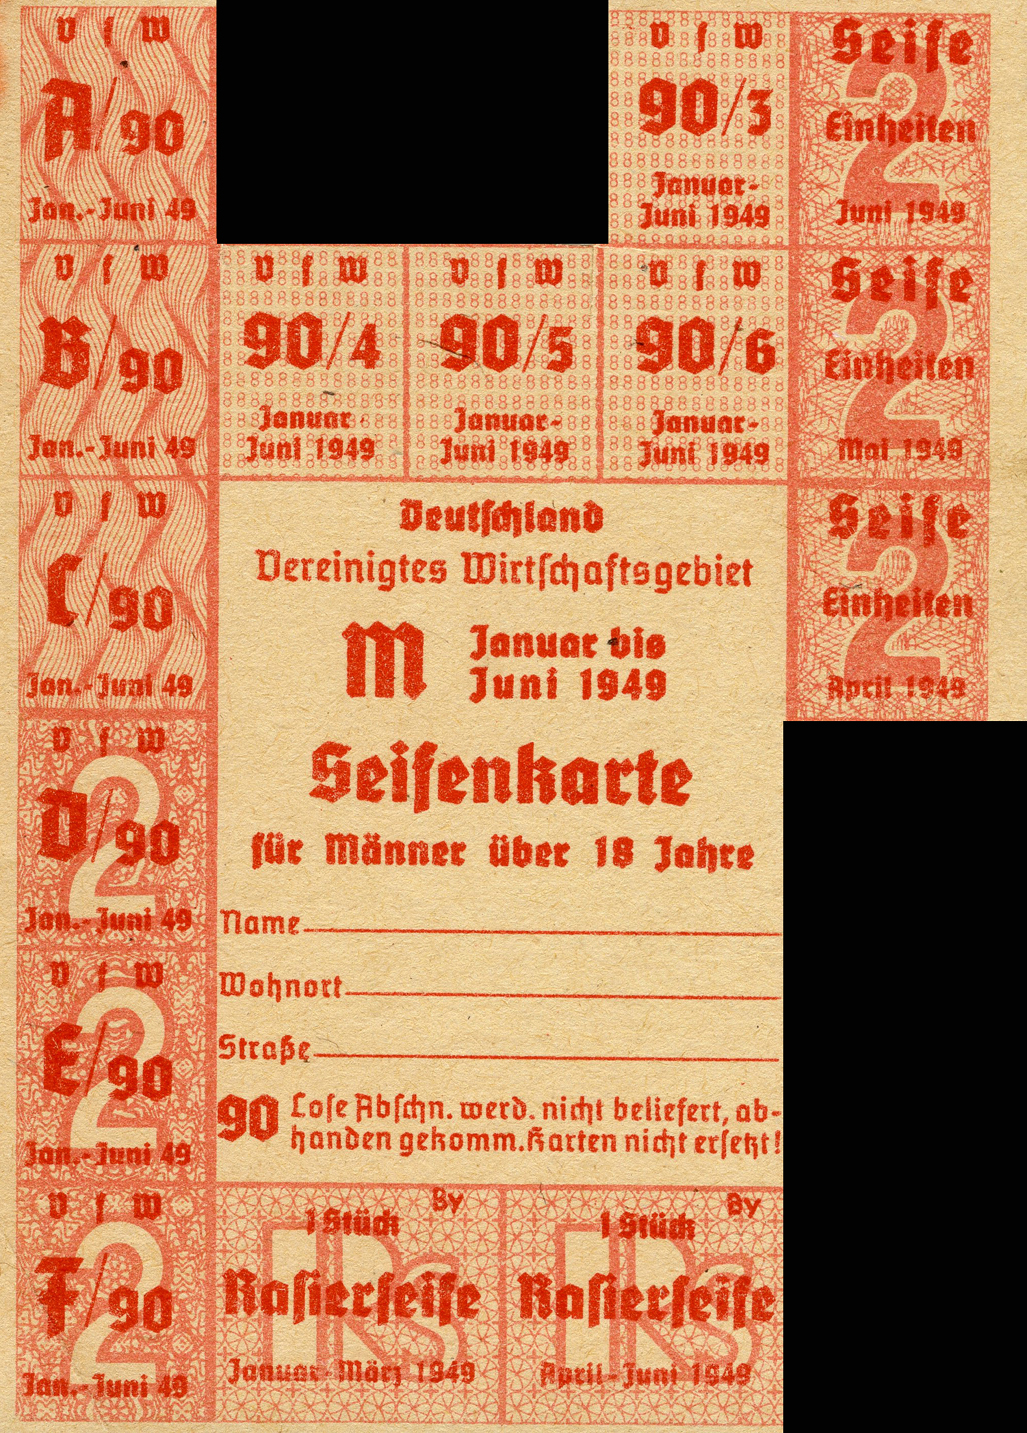 V f W
A/90
Jan.-Juni 49
V f W
90/3
Januar-
Juni 1949
Seife
2
Einheiten
Juni 1949
V f W
B/90
Jan.-Juni 49
V f W
90/4
Januar-
Juni 1949
V f W
90/5
Januar-
Juni 1949
V f W
90/6
Januar-
Juni 1949
Seife
2
Einheiten
Mai 1949
V f W
C/90
Jan.-Juni 49
Deutschland
Vereinigtes Wirtschaftsgebiet
M Januar bis
Juni 1949
Seife
2
Einheiten
April 1949
Seifenkarte
für Männer über 18 Jahre
V f W
2
D/90
Jan.-Juni 49
Name
Wohnort
Straße
V f W
2
E/90
Jan.-Juni 49
90 Lose Abschn. werd. nicht beliefert, ab-
handen gekomm. Karten nicht ersetzt!
V f W
2
F/90
Jan.-Juni 49
By
1 Stück
Rs
Rasierseife
Januar-März 1949
By
1 Stück
Rs
Rasierseife
April-Juni 1949